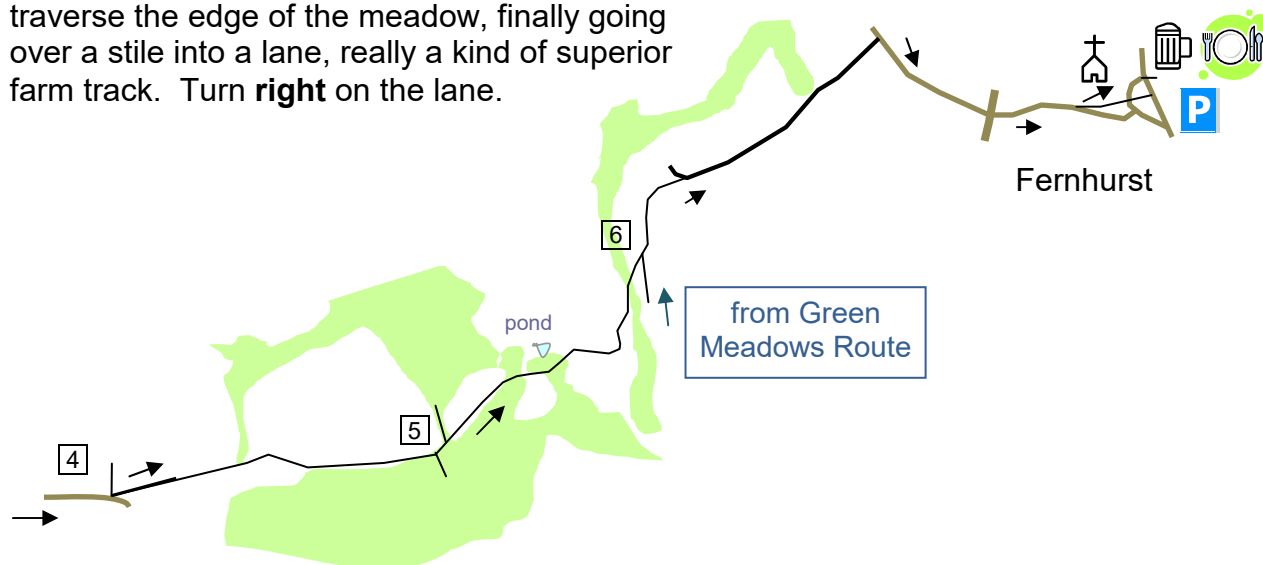 traverse the edge of the meadow, finally going
over a stile into a lane, really a kind of superior
farm track.  Turn right on the lane.
P
Fernhurst
6
from Green
Meadows Route
pond
5
4